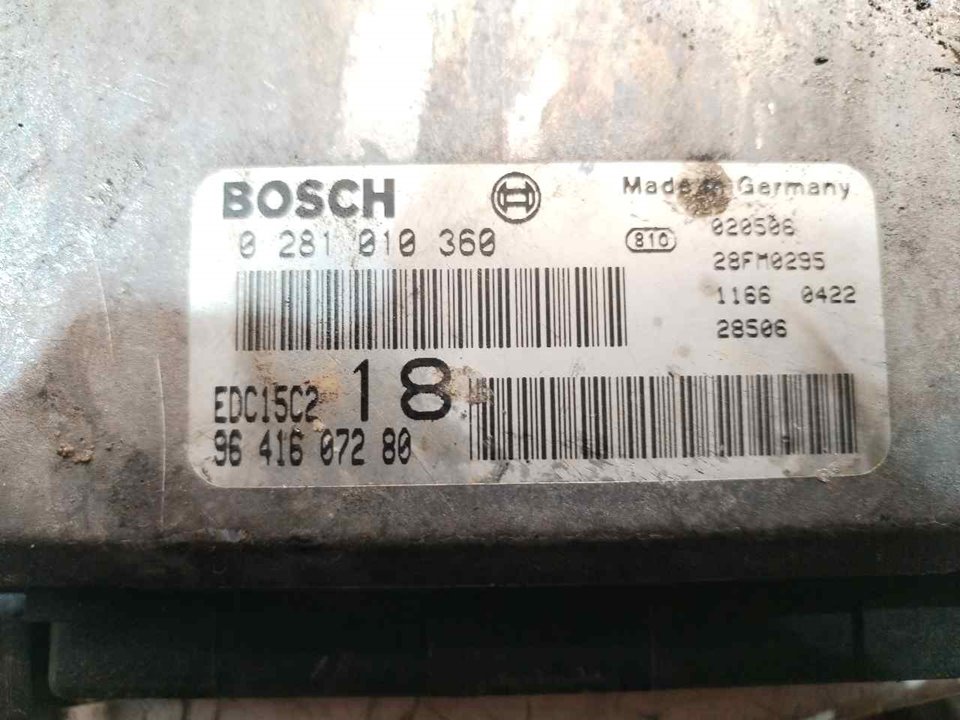 BOSCH
Made in Germany
0 281 010 360
810
020506
28FM0295
1166 0422
28506
EDC15C2 18
96 416 072 80